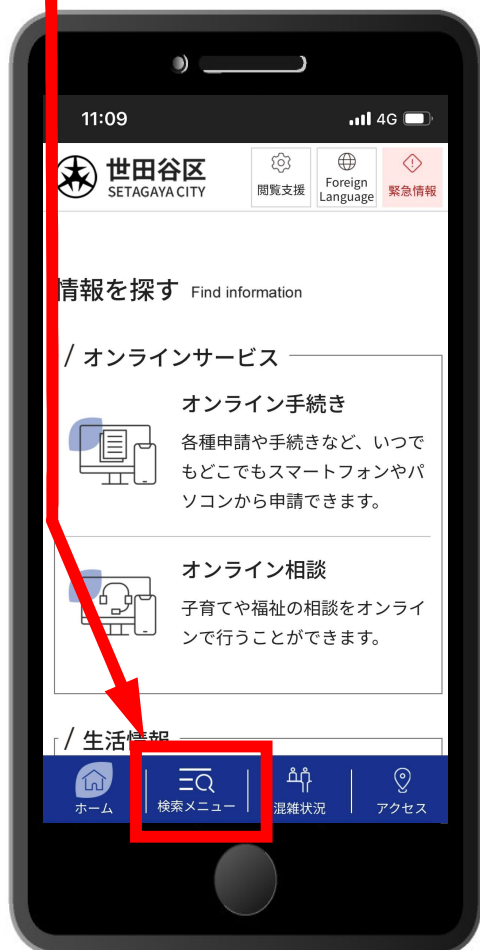 11:09
4G
世田谷区
SETAGAYA CITY
閲覧支援
Foreign
Language
緊急情報
情報を探す Find information
/ オンラインサービス
オンライン手続き
各種申請や手続きなど、いつで
もどこでもスマートフォンやパ
ソコンから申請できます。
オンライン相談
子育てや福祉の相談をオンライ
ンで行うことができます。
/ 生活情報
ホーム
検索メニュー
混雑状況
アクセス